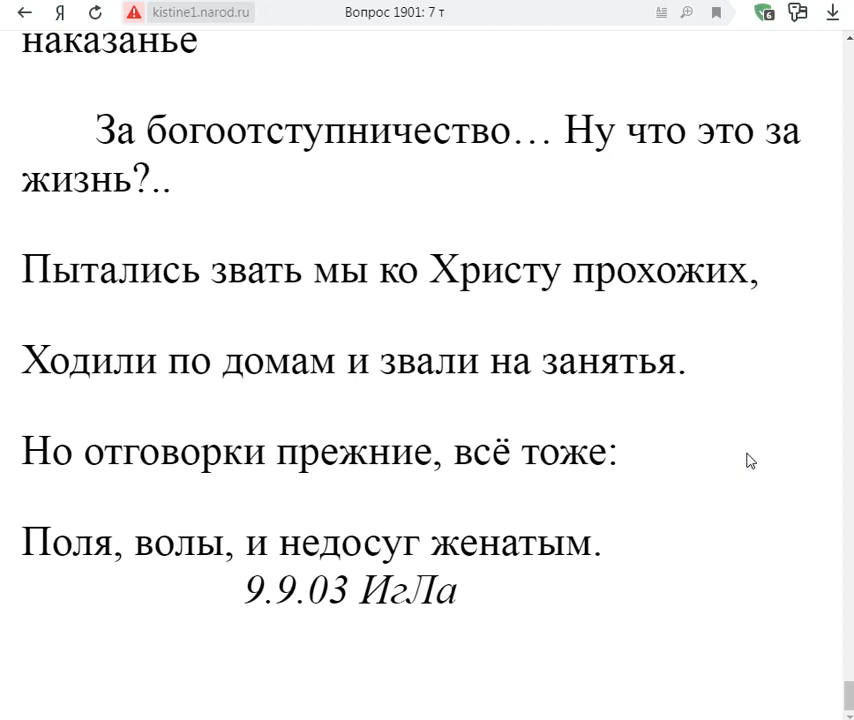 kistine1.narod.ru
Вопрос 1901: 7 т
6
наказанье
За богоотступничество… Ну что это за
жизнь?..
Пытались звать мы ко Христу прохожих,
Ходили по домам и звали на занятья.
Но отговорки прежние, всё тоже:
Поля, волы, и недосуг женатым.
9.9.03 ИгЛа